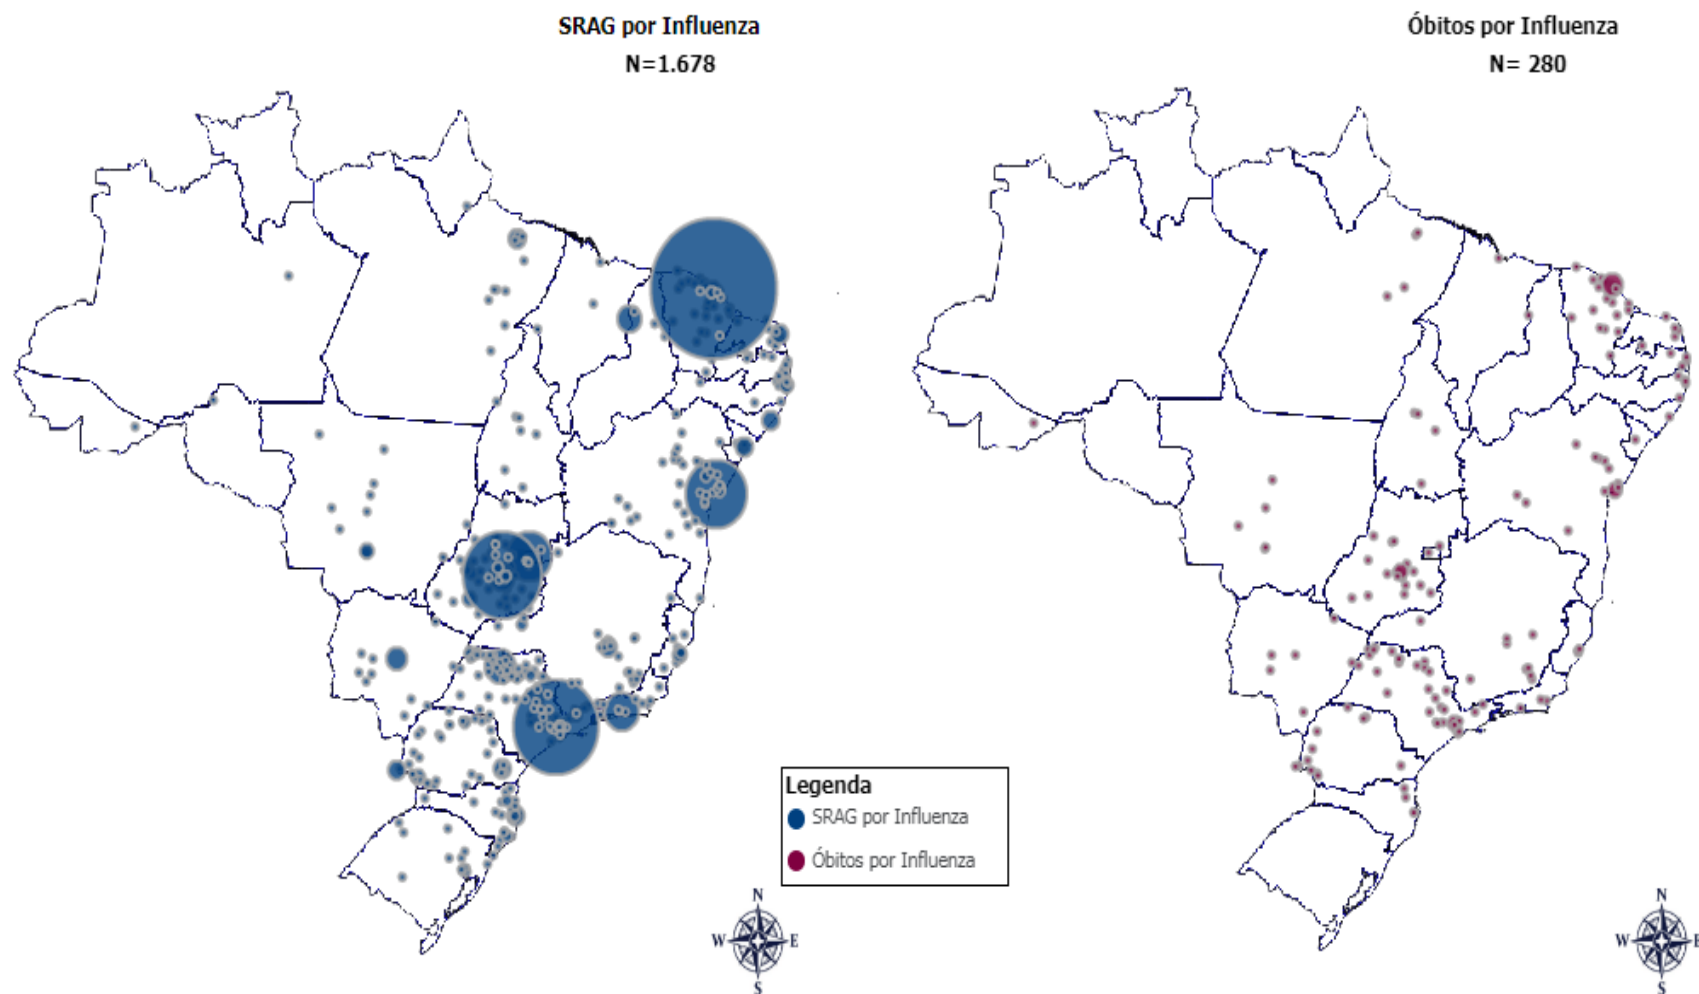 SRAG por Influenza
N=1.678
Óbitos por Influenza
N= 280
Legenda
SRAG por Influenza
Óbitos por Influenza
N
W E
S
N
W E
S